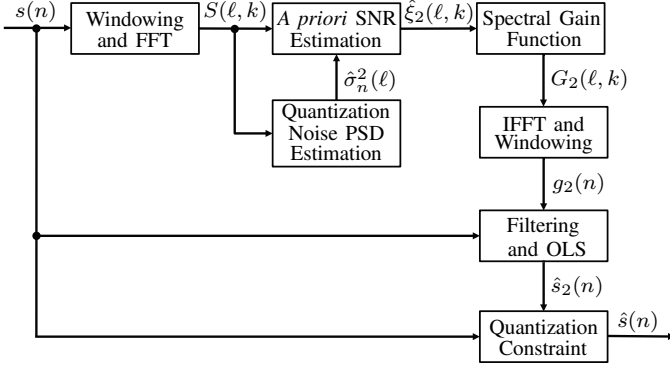 s(n)
Windowing
and FFT
S(ℓ, k)
A priori SNR
Estimation
ξ̂₂(ℓ, k)
Spectral Gain
Function
σ̂ₙ²(ℓ)
G₂(ℓ, k)
Quantization
Noise PSD
Estimation
IFFT and
Windowing
g₂(n)
Filtering
and OLS
ŝ₂(n)
Quantization
Constraint
ŝ(n)